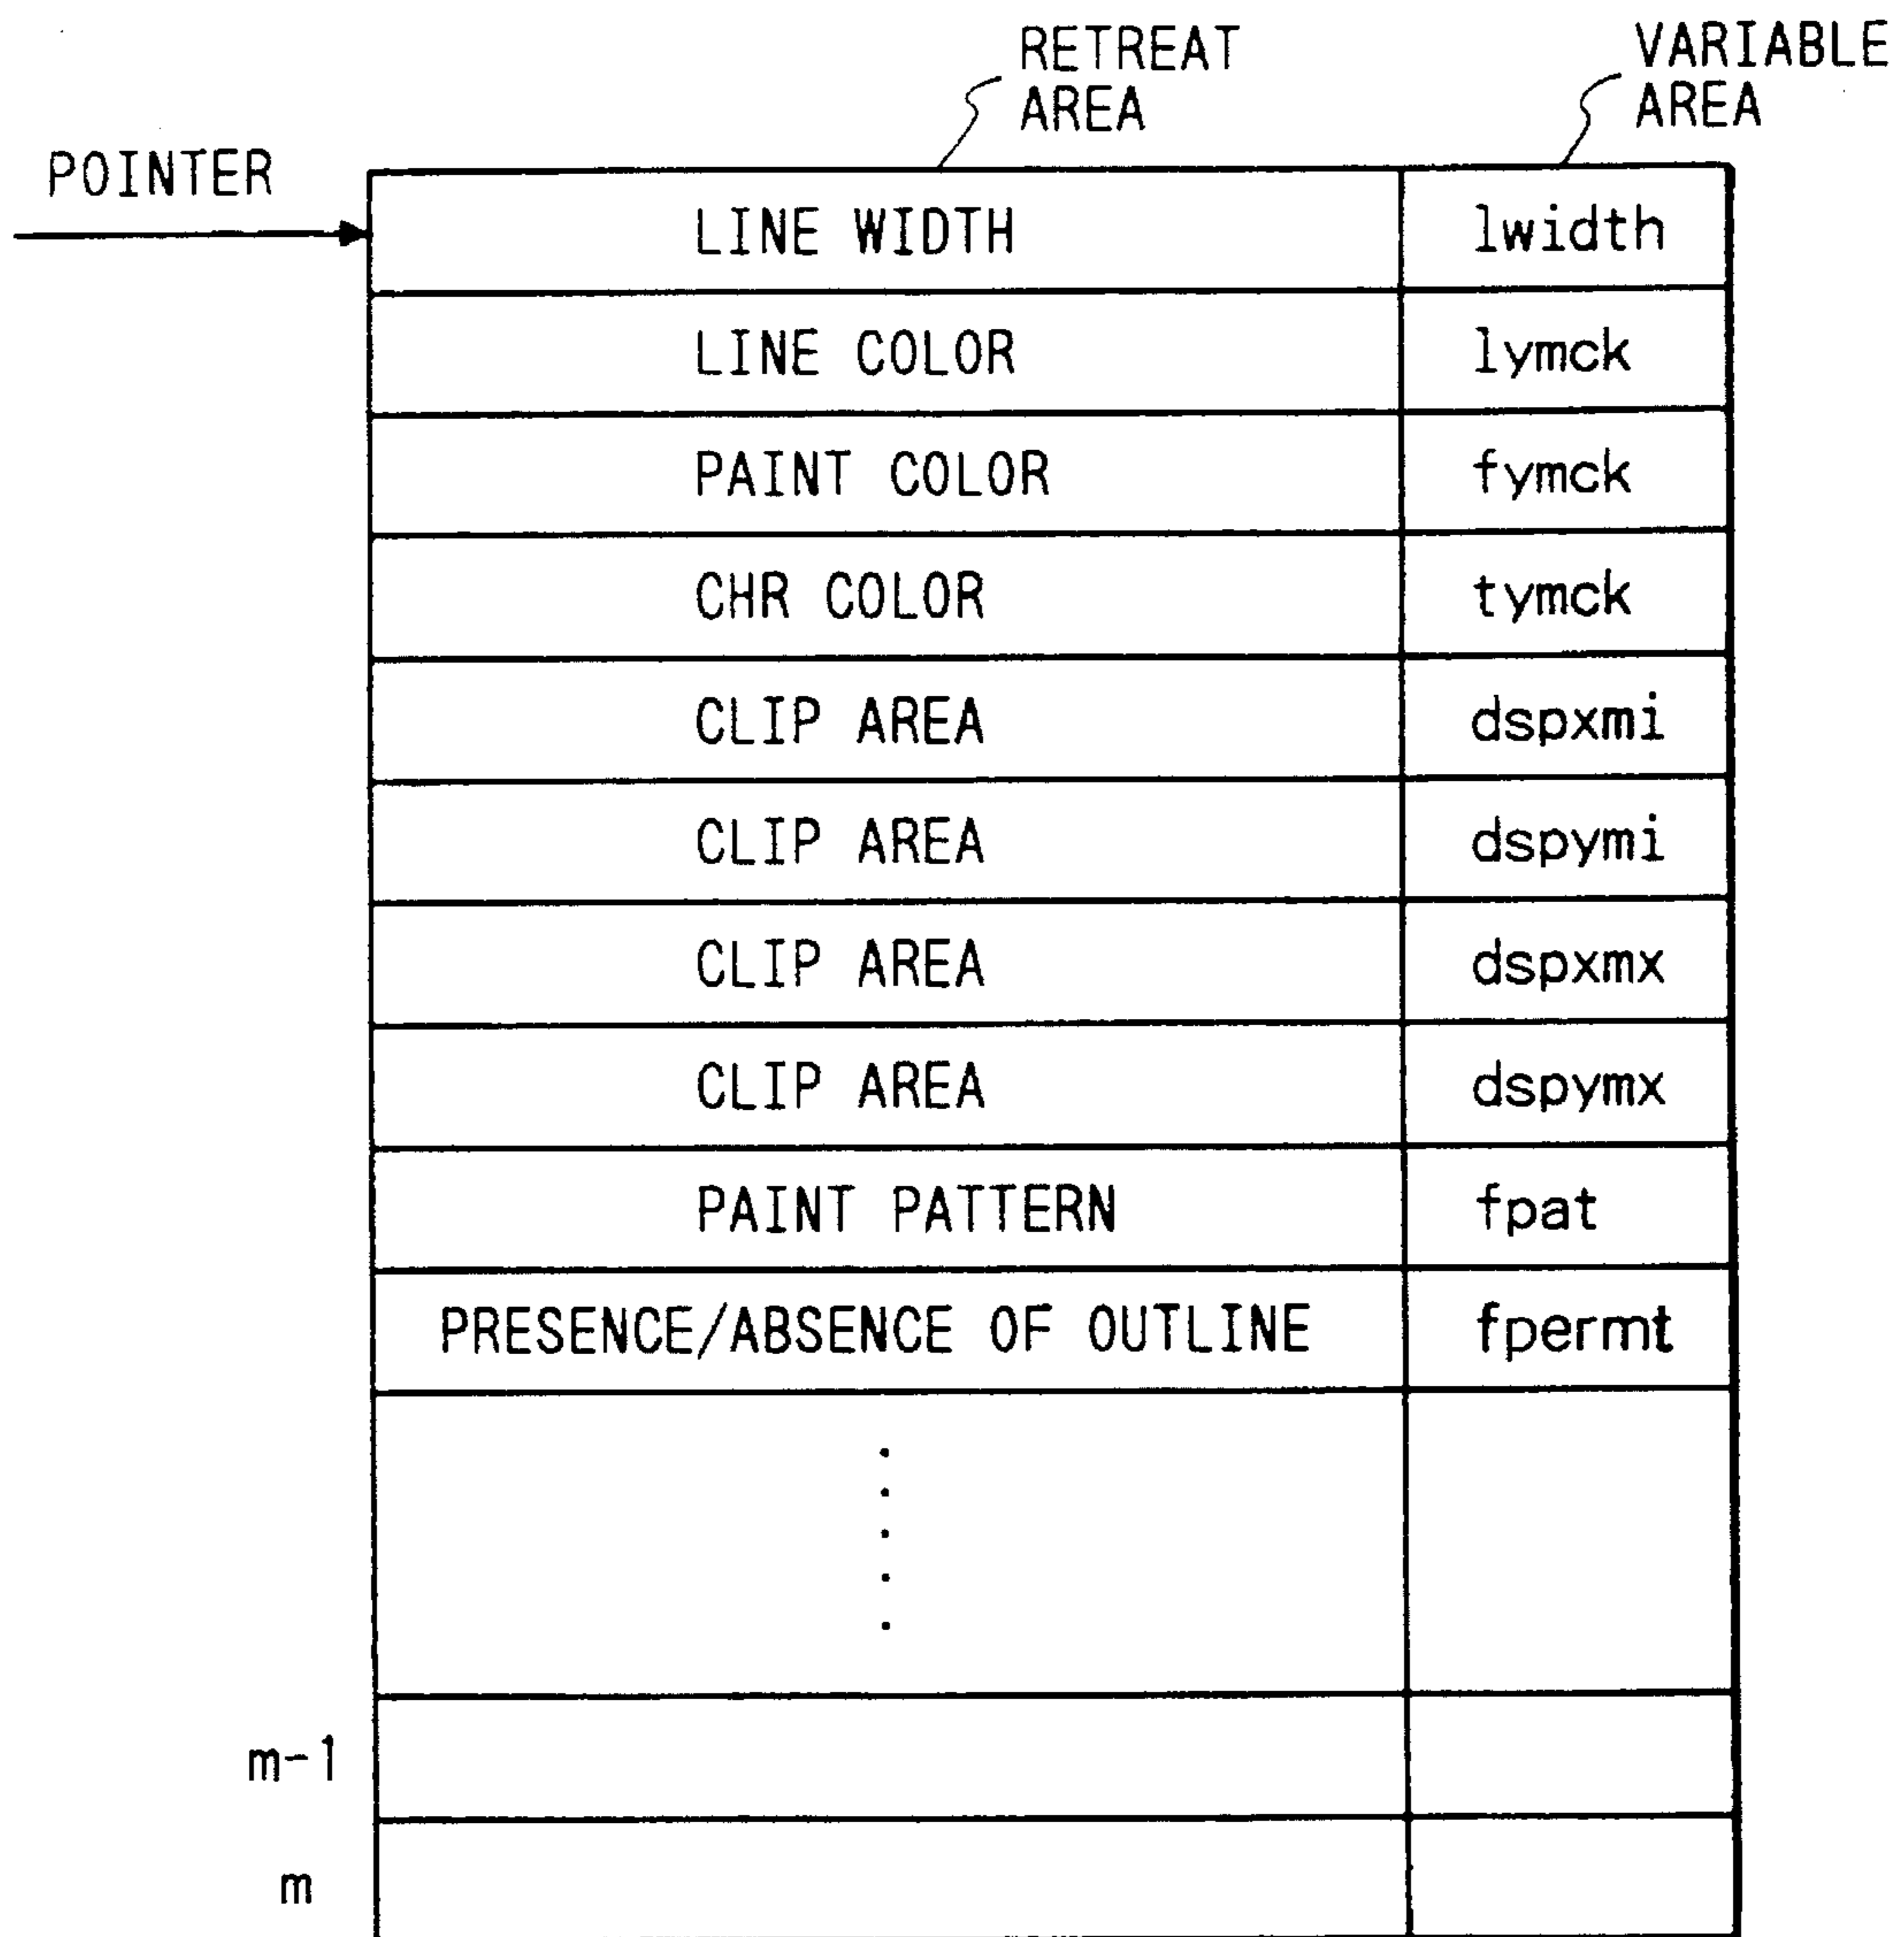 RETREAT
AREA
VARIABLE
AREA
POINTER
LINE WIDTH lwidth
LINE COLOR lymck
PAINT COLOR fymck
CHR COLOR tymck
CLIP AREA dspxmi
CLIP AREA dspymi
CLIP AREA dspxmx
CLIP AREA dspymx
PAINT PATTERN fpat
PRESENCE/ABSENCE OF OUTLINE fpermt
m-1
m